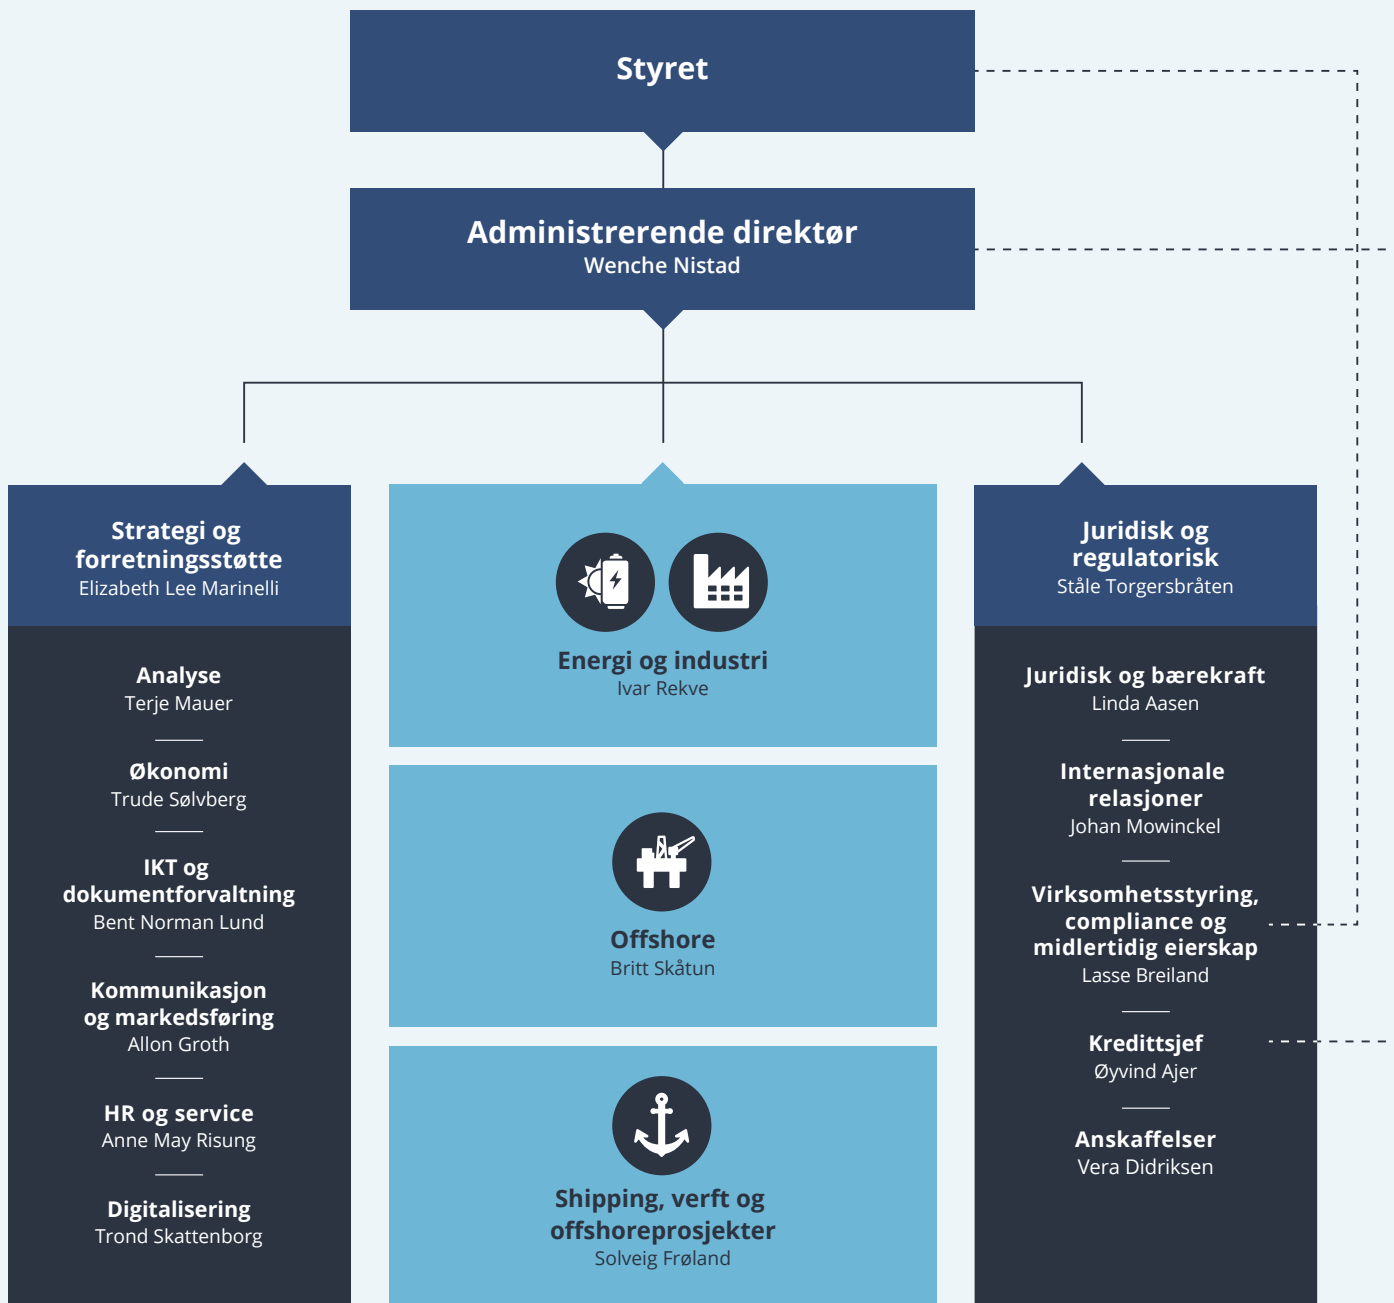 Styret
Administrerende direktør
Wenche Nistad
Strategi og
forretningsstøtte
Elizabeth Lee Marinelli
Analyse
Terje Mauer
Økonomi
Trude Sølvberg
IKT og
dokumentforvaltning
Bent Norman Lund
Kommunikasjon
og markedsføring
Allon Groth
HR og service
Anne May Risung
Digitalisering
Trond Skattenborg
Energi og industri
Ivar Rekve
Offshore
Britt Skåtun
Shipping, verft og
offshoreprosjekter
Solveig Frøland
Juridisk og
regulatorisk
Ståle Torgersbråten
Juridisk og bærekraft
Linda Aasen
Internasjonale
relasjoner
Johan Mowinckel
Virksomhetsstyring,
compliance og
midlertidig eierskap
Lasse Breiland
Kredittsjef
Øyvind Ajer
Anskaffelser
Vera Didriksen